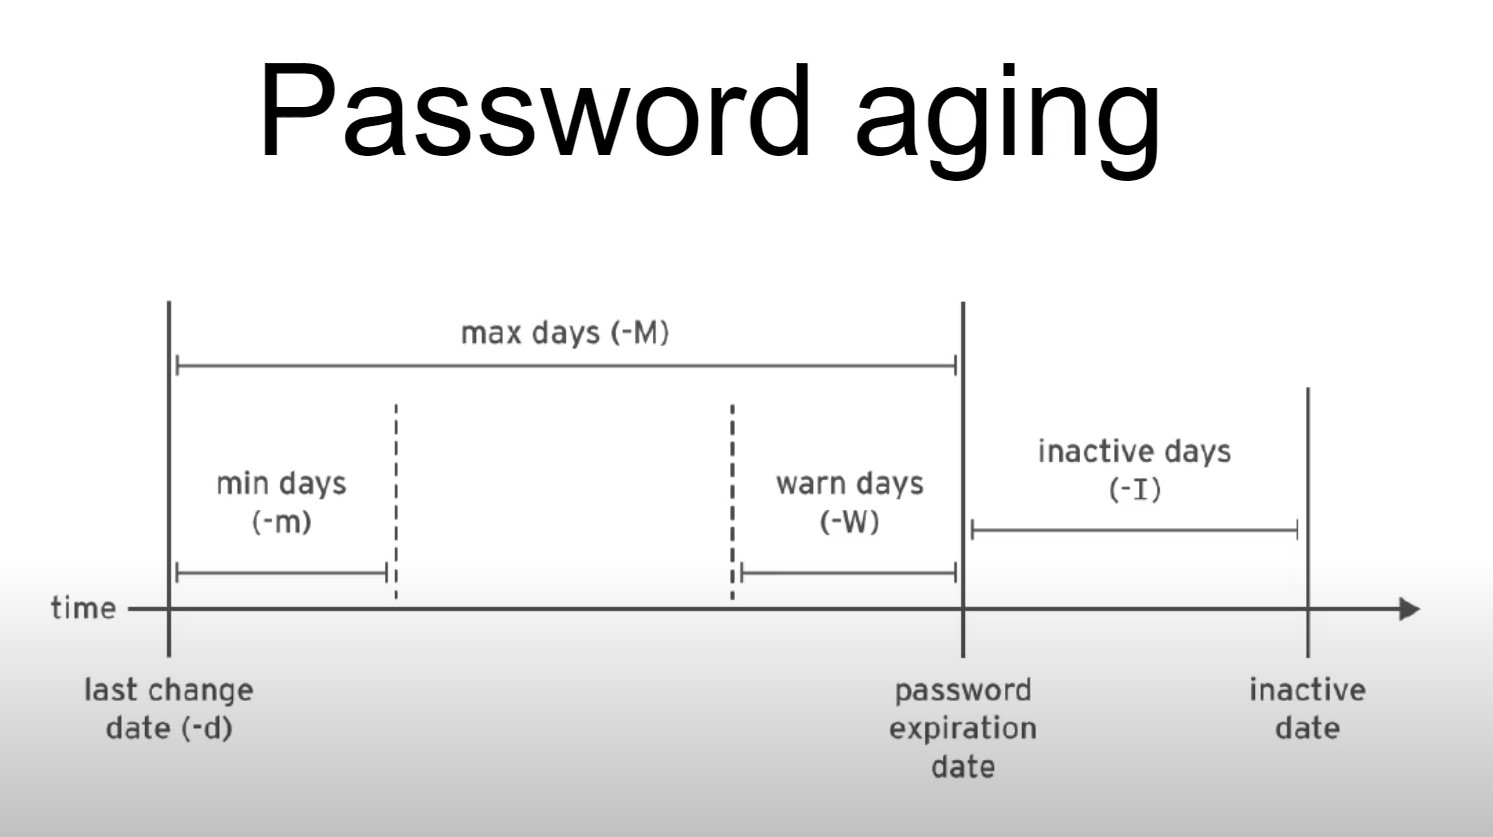 Password aging
max days (-M)
min days
(-m)
warn days
(-W)
inactive days
(-I)
time
last change
date (-d)
password
expiration
date
inactive
date